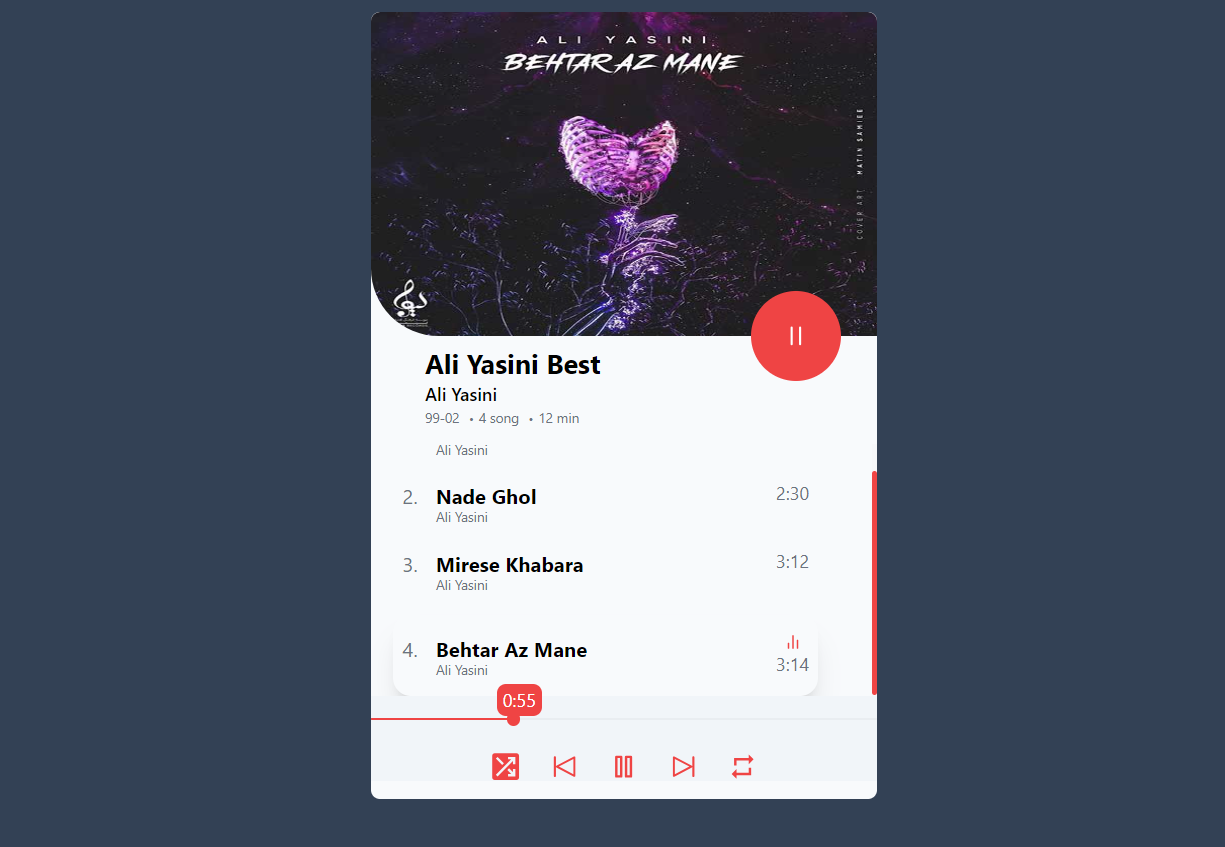 ALI YASINI
BEHTAR AZ MANE
COVER ART MATIN SAMIEE
Ali Yasini Best
Ali Yasini
99-02 • 4 song • 12 min
Ali Yasini
2. Nade Ghol 2:30
Ali Yasini
3. Mirese Khabara 3:12
Ali Yasini
4. Behtar Az Mane 3:14
Ali Yasini
0:55